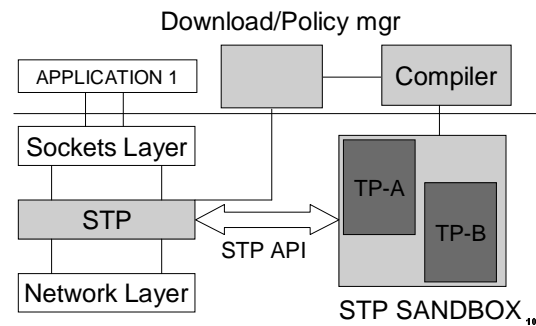 Download/Policy mgr
APPLICATION 1
Compiler
Sockets Layer
TP-A
STP
STP API
TP-B
Network Layer
STP SANDBOX